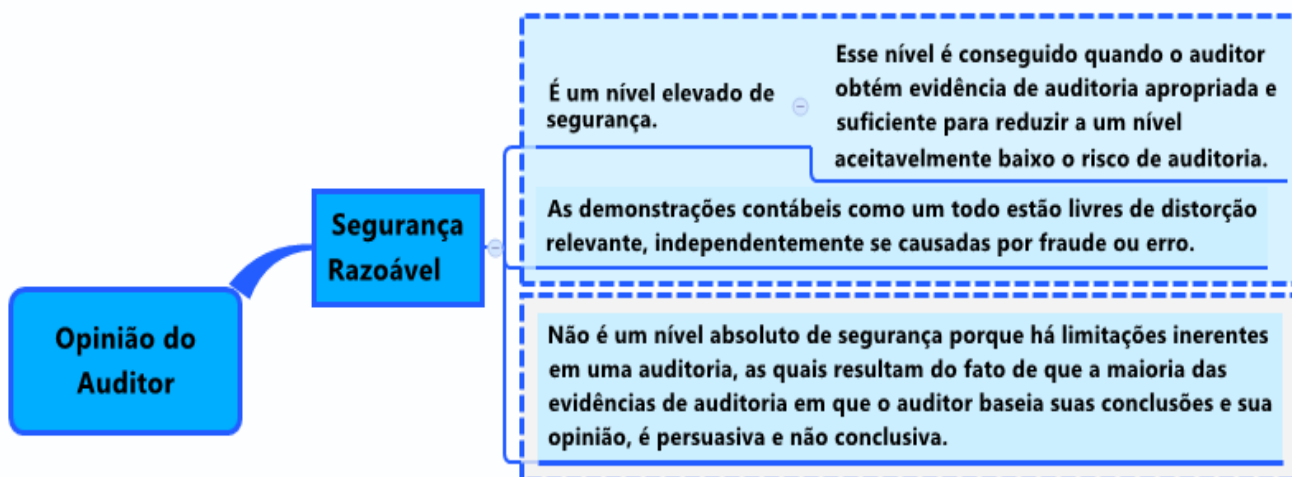 Opinião do
Auditor
Segurança
Razoável
É um nível elevado de
segurança.
Esse nível é conseguido quando o auditor
obtém evidência de auditoria apropriada e
suficiente para reduzir a um nível
aceitavelmente baixo o risco de auditoria.
As demonstrações contábeis como um todo estão livres de distorção
relevante, independentemente se causadas por fraude ou erro.
Não é um nível absoluto de segurança porque há limitações inerentes
em uma auditoria, as quais resultam do fato de que a maioria das
evidências de auditoria em que o auditor baseia suas conclusões e sua
opinião, é persuasiva e não conclusiva.